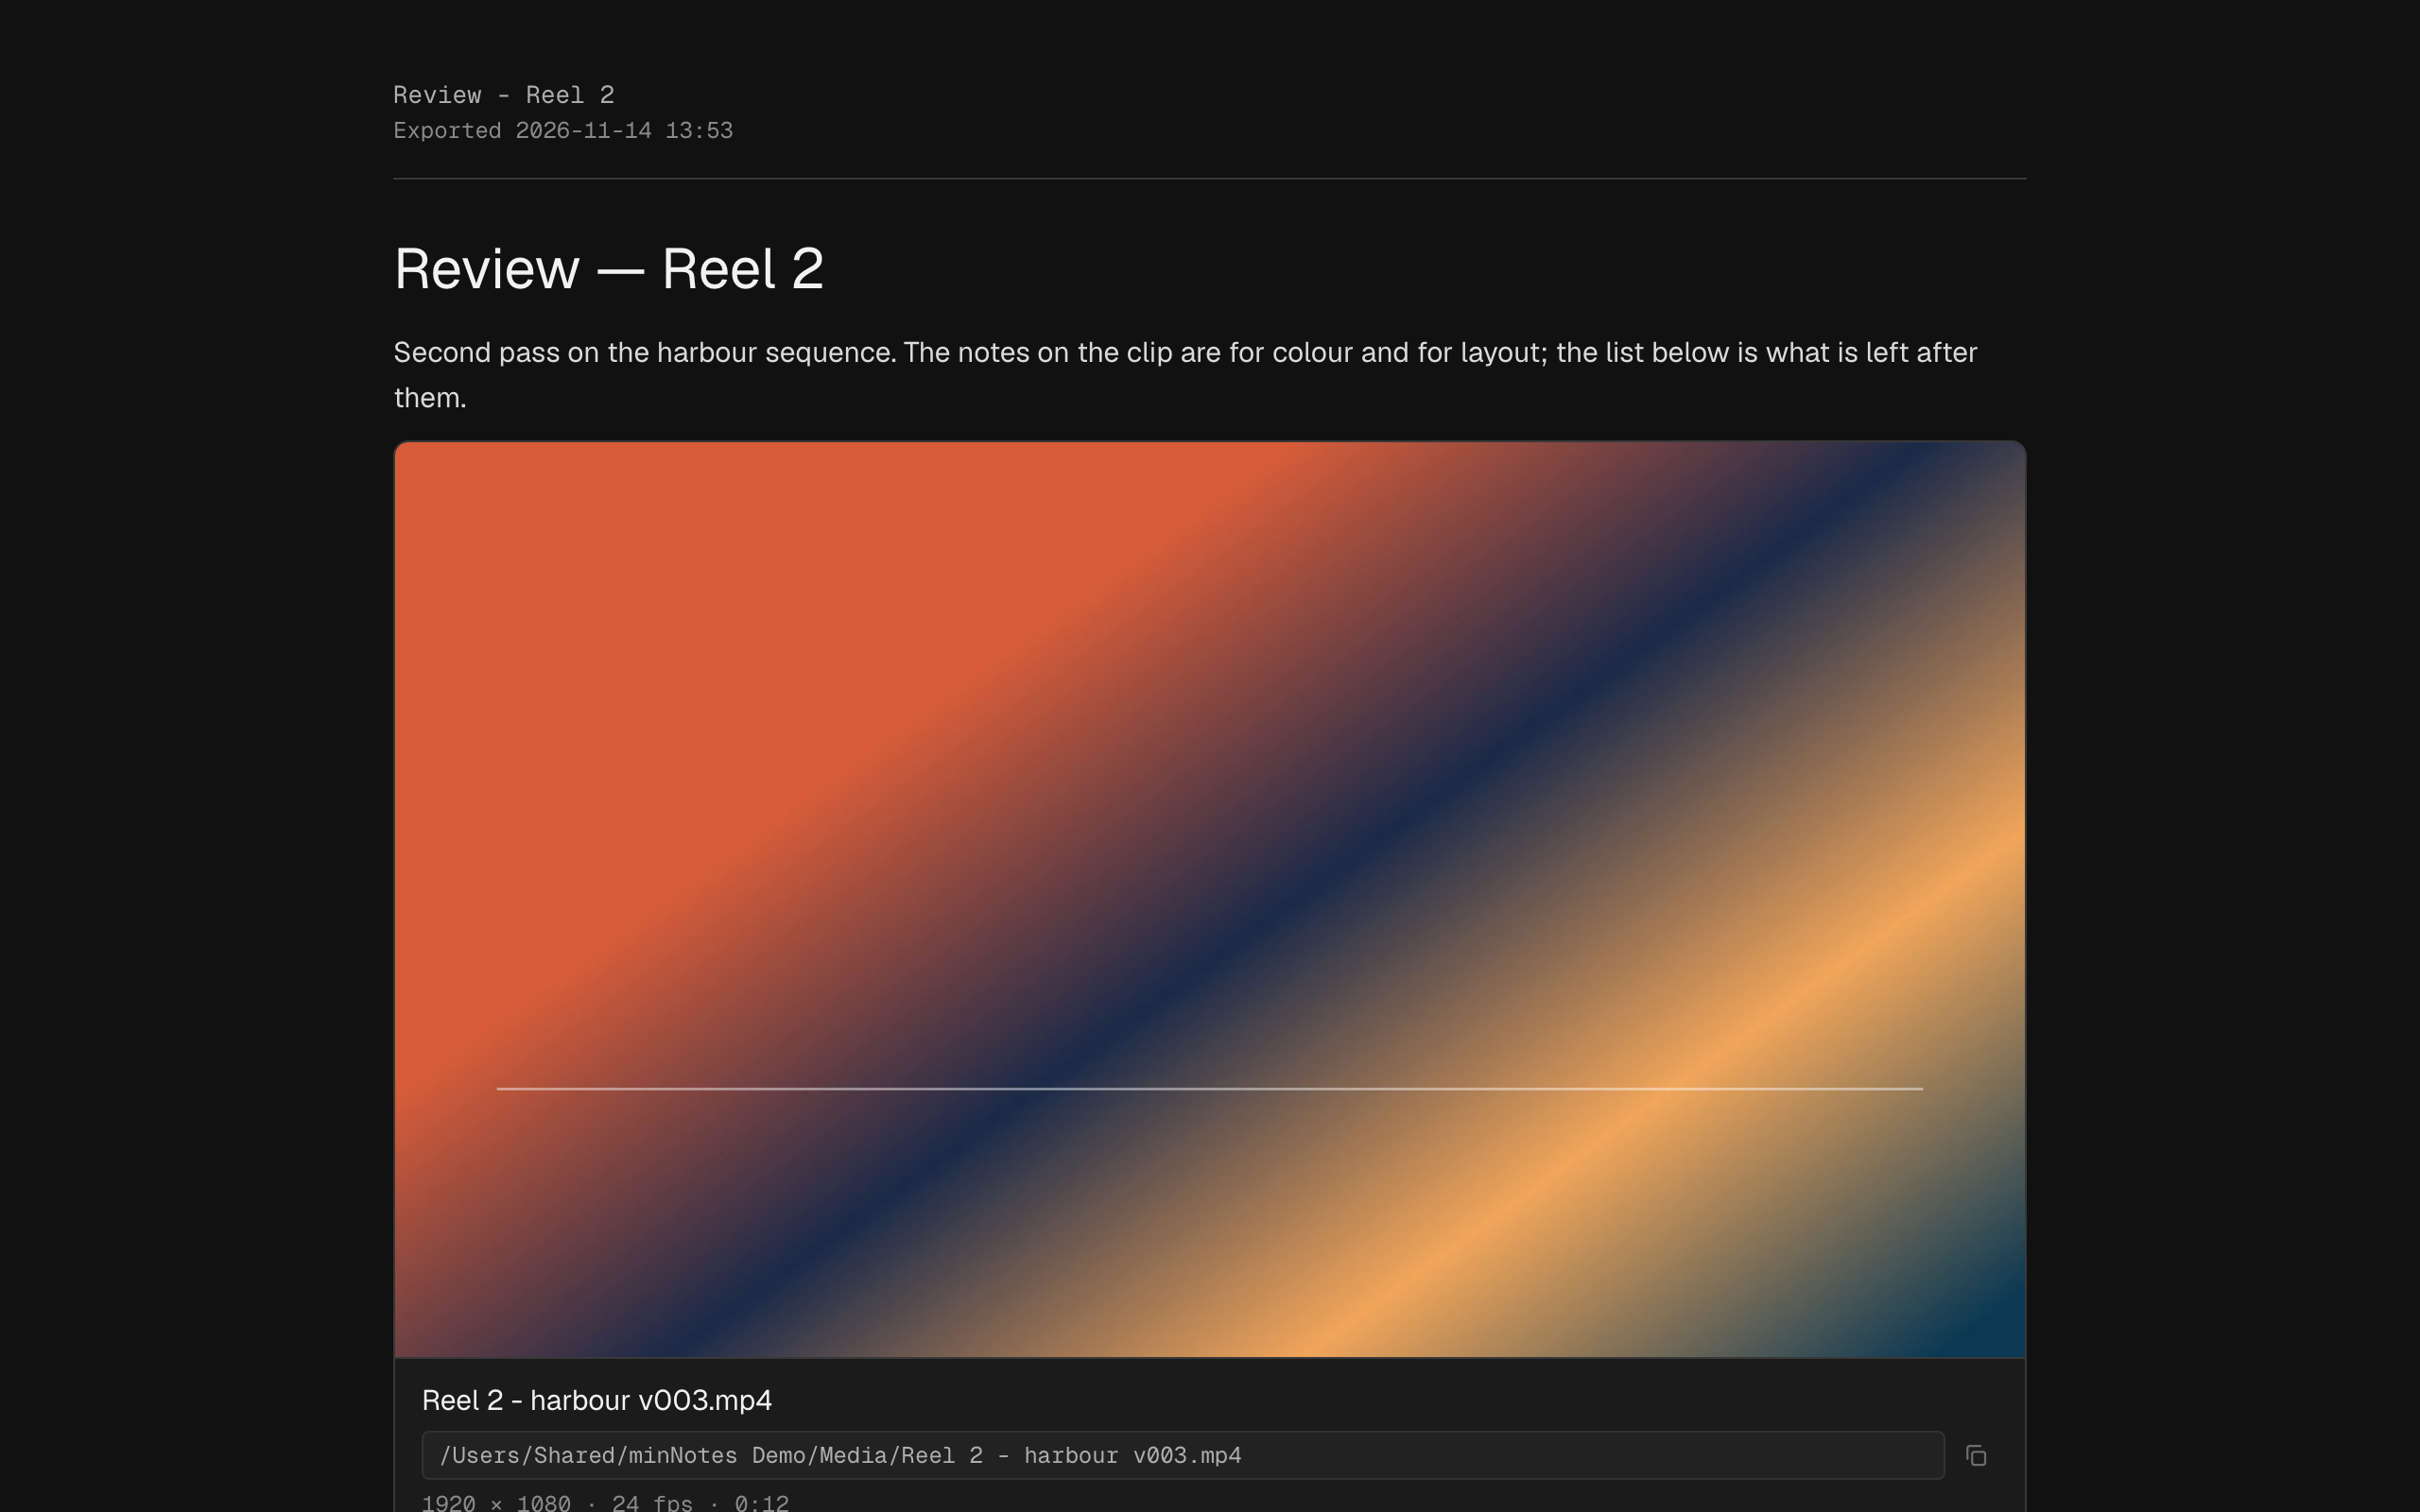 Review - Reel 2
Exported 2026-11-14 13:53
Review — Reel 2
Second pass on the harbour sequence. The notes on the clip are for colour and for layout; the list below is what is left after
them.
Reel 2 - harbour v003.mp4
/Users/Shared/minNotes Demo/Media/Reel 2 - harbour v003.mp4
1920 × 1080 · 24 fps · 0:12